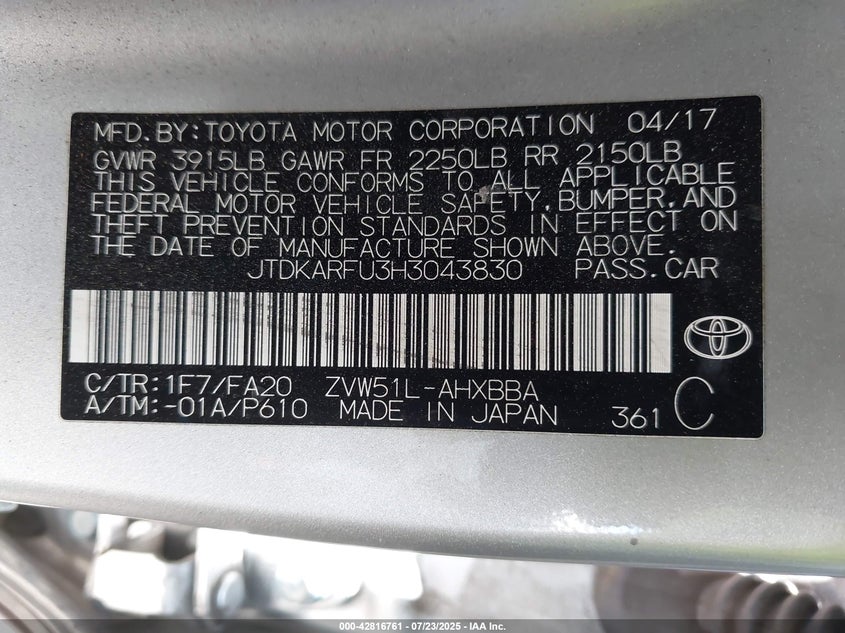 MFD.BY:TOYOTA MOTOR CORPORATION 04/17
GVWR 3915LB GAWR FR 2250LB RR 2150LB
THIS VEHICLE CONFORMS TO ALL APPLICABLE
FEDERAL MOTOR VEHICLE SAFETY,BUMPER,AND
THEFT PREVENTION STANDARDS IN EFFECT ON
THE DATE OF MANUFACTURE SHOWN ABOVE.
JTDKARFU3H3043830 PASS.CAR
C/TR:1F7/FA20 ZVW51L-AHXBBA
A/TM:-01A/P610 MADE IN JAPAN 361 C
000-42816761 - 07/23/2025 - IAA Inc.